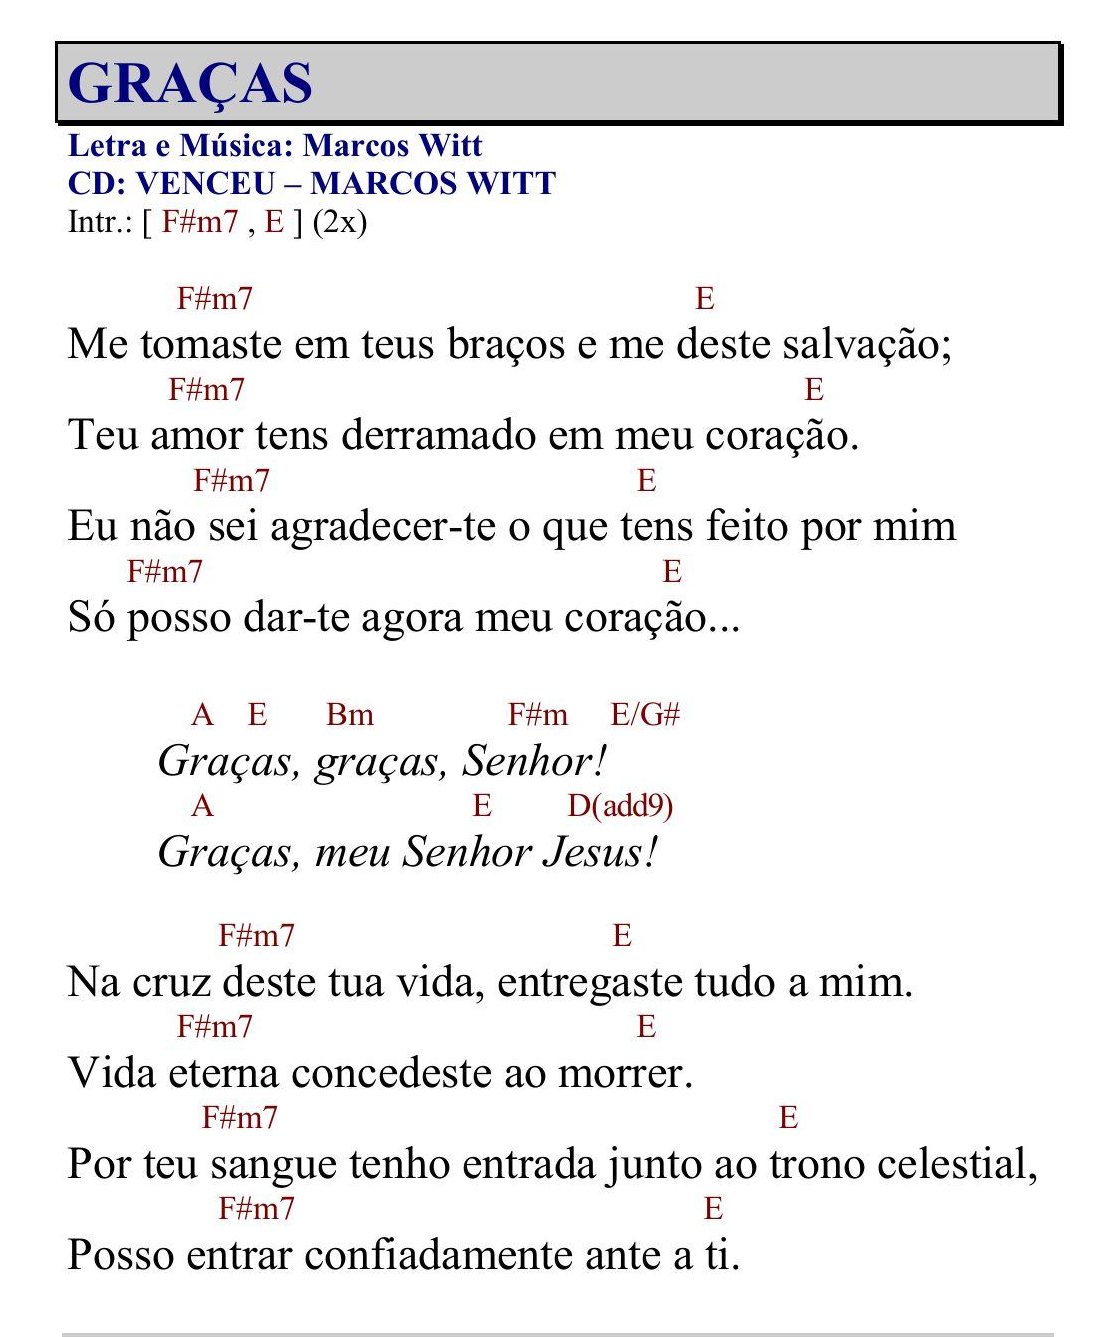 GRAÇAS
Letra e Música: Marcos Witt
CD: VENCEU – MARCOS WITT
Intr.: [ F#m7 , E ] (2x)
F#m7 E
Me tomaste em teus braços e me deste salvação;
F#m7 E
Teu amor tens derramado em meu coração.
F#m7 E
Eu não sei agradecer-te o que tens feito por mim
F#m7 E
Só posso dar-te agora meu coração...
A E Bm F#m E/G#
Graças, graças, Senhor!
A E D(add9)
Graças, meu Senhor Jesus!
F#m7 E
Na cruz deste tua vida, entregaste tudo a mim.
F#m7 E
Vida eterna concedeste ao morrer.
F#m7 E
Por teu sangue tenho entrada junto ao trono celestial,
F#m7 E
Posso entrar confiadamente ante a ti.